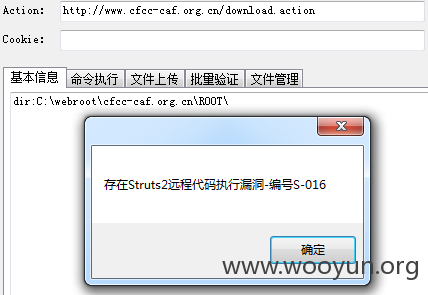 Action: http://www.cfcc-caf.org.cn/download.action
Cookie:
基本信息 命令执行 文件上传 批量验证 文件管理
dir:C:\webroot\cfcc-caf.org.cn\ROOT\
存在Struts2远程代码执行漏洞-编号S-016
确定
www.wooyun.org